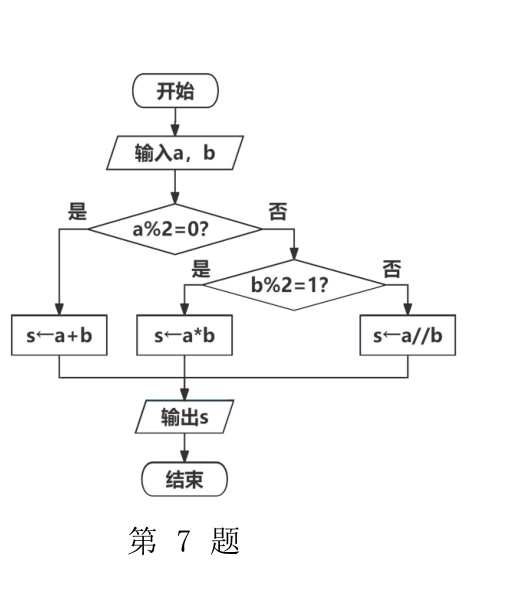 开始
输入a，b
是
否
a%2=0?
是
否
b%2=1?
s←a+b
s←a*b
s←a//b
输出s
结束
第 7 题